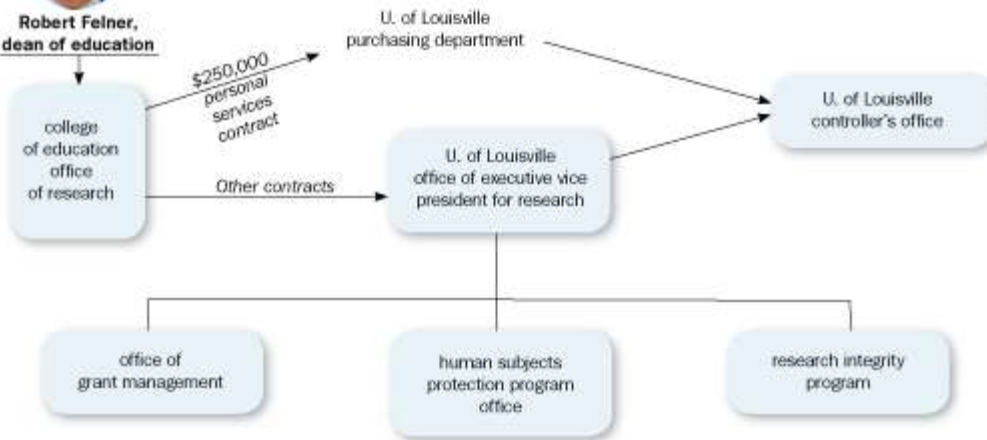 Robert Felner,
dean of education
college
of education
office
of research
$250,000
personal
services
contract
Other contracts
U. of Louisville
purchasing department
U. of Louisville
office of executive vice
president for research
U. of Louisville
controller's office
office of
grant management
human subjects
protection program
office
research integrity
program